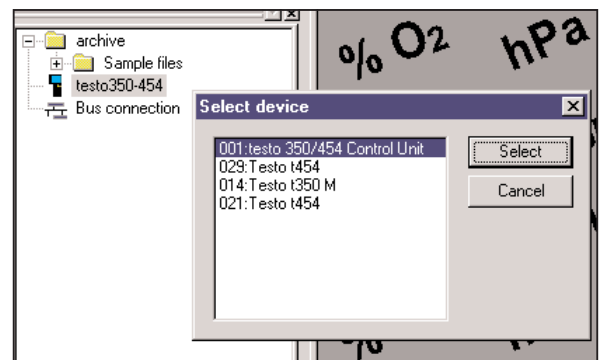 archive
Sample files
testo350-454
Bus connection
% O2
hPa
Select device
001:testo 350/454 Control Unit
029:Testo t454
014:Testo t350 M
021:Testo t454
Select
Cancel